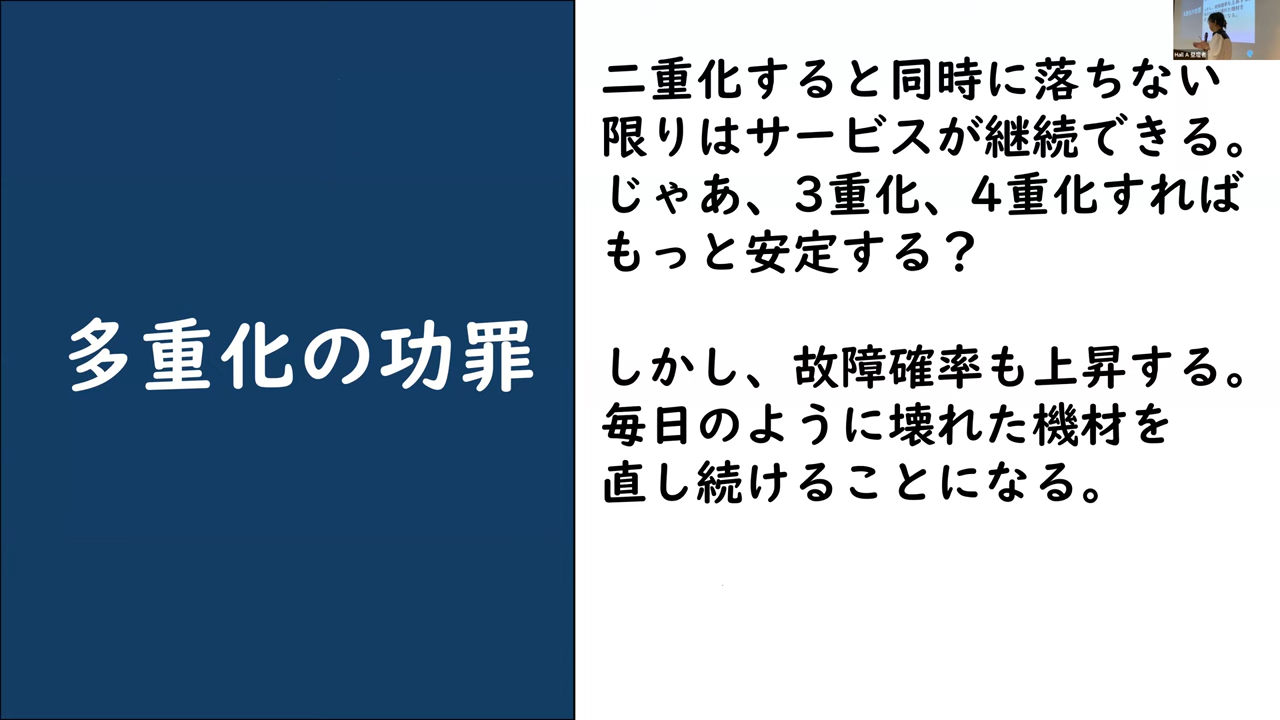 多重化の功罪
二重化すると同時に落ちない
限りはサービスが継続できる。
じゃあ、3重化、4重化すれば
もっと安定する？
しかし、故障確率も上昇する。
毎日のように壊れた機材を
直し続けることになる。
Hall A 登壇者